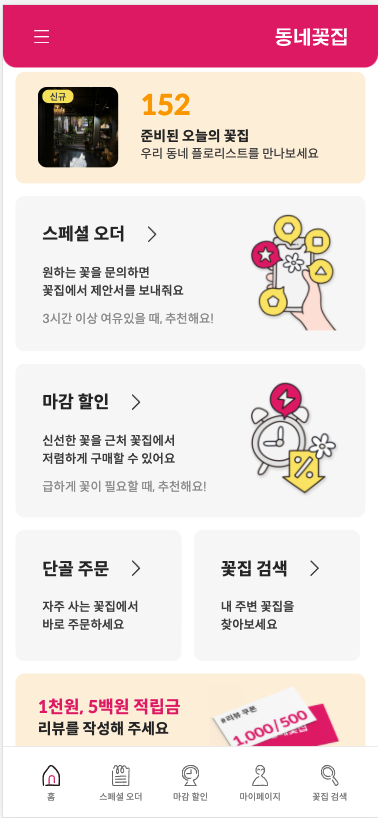 동네꽃집
신규
152
준비된 오늘의 꽃집
우리 동네 플로리스트를 만나보세요
스페셜 오더
원하는 꽃을 문의하면
꽃집에서 제안서를 보내줘요
3시간 이상 여유있을 때, 추천해요!
마감 할인
신선한 꽃을 근처 꽃집에서
저렴하게 구매할 수 있어요
급하게 꽃이 필요할 때, 추천해요!
%
단골 주문
자주 사는 꽃집에서
바로 주문하세요
꽃집 검색
내 주변 꽃집을
찾아보세요
1천원, 5백원 적립금
리뷰를 작성해 주세요
#리뷰 쿠폰
1,000/500
홈
스페셜 오더
마감 할인
마이페이지
꽃집 검색